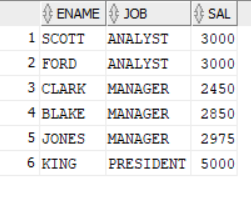 ENAME JOB SAL
1 SCOTT ANALYST 3000
2 FORD ANALYST 3000
3 CLARK MANAGER 2450
4 BLAKE MANAGER 2850
5 JONES MANAGER 2975
6 KING PRESIDENT 5000